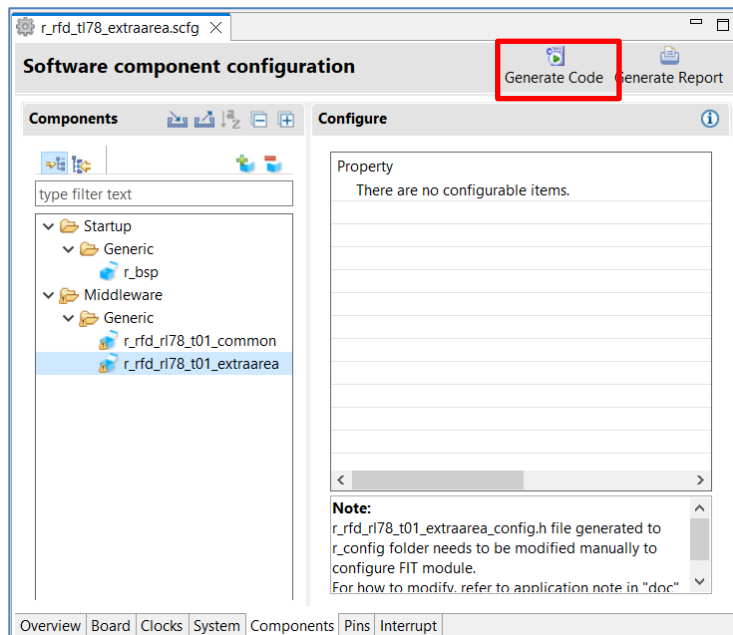 r_rfd_tl78_extraarea.scfg
Software component configuration
Generate Code
Generate Report
Components
Configure
type filter text
Startup
Generic
r_bsp
Middleware
Generic
r_rfd_rl78_t01_common
r_rfd_rl78_t01_extraarea
Property
There are no configurable items.
Note:
r_rfd_rl78_t01_extraarea_config.h file generated to
r_config folder needs to be modified manually to
configure FIT module.
For how to modify, refer to application note in "doc"
Overview Board Clocks System Components Pins Interrupt